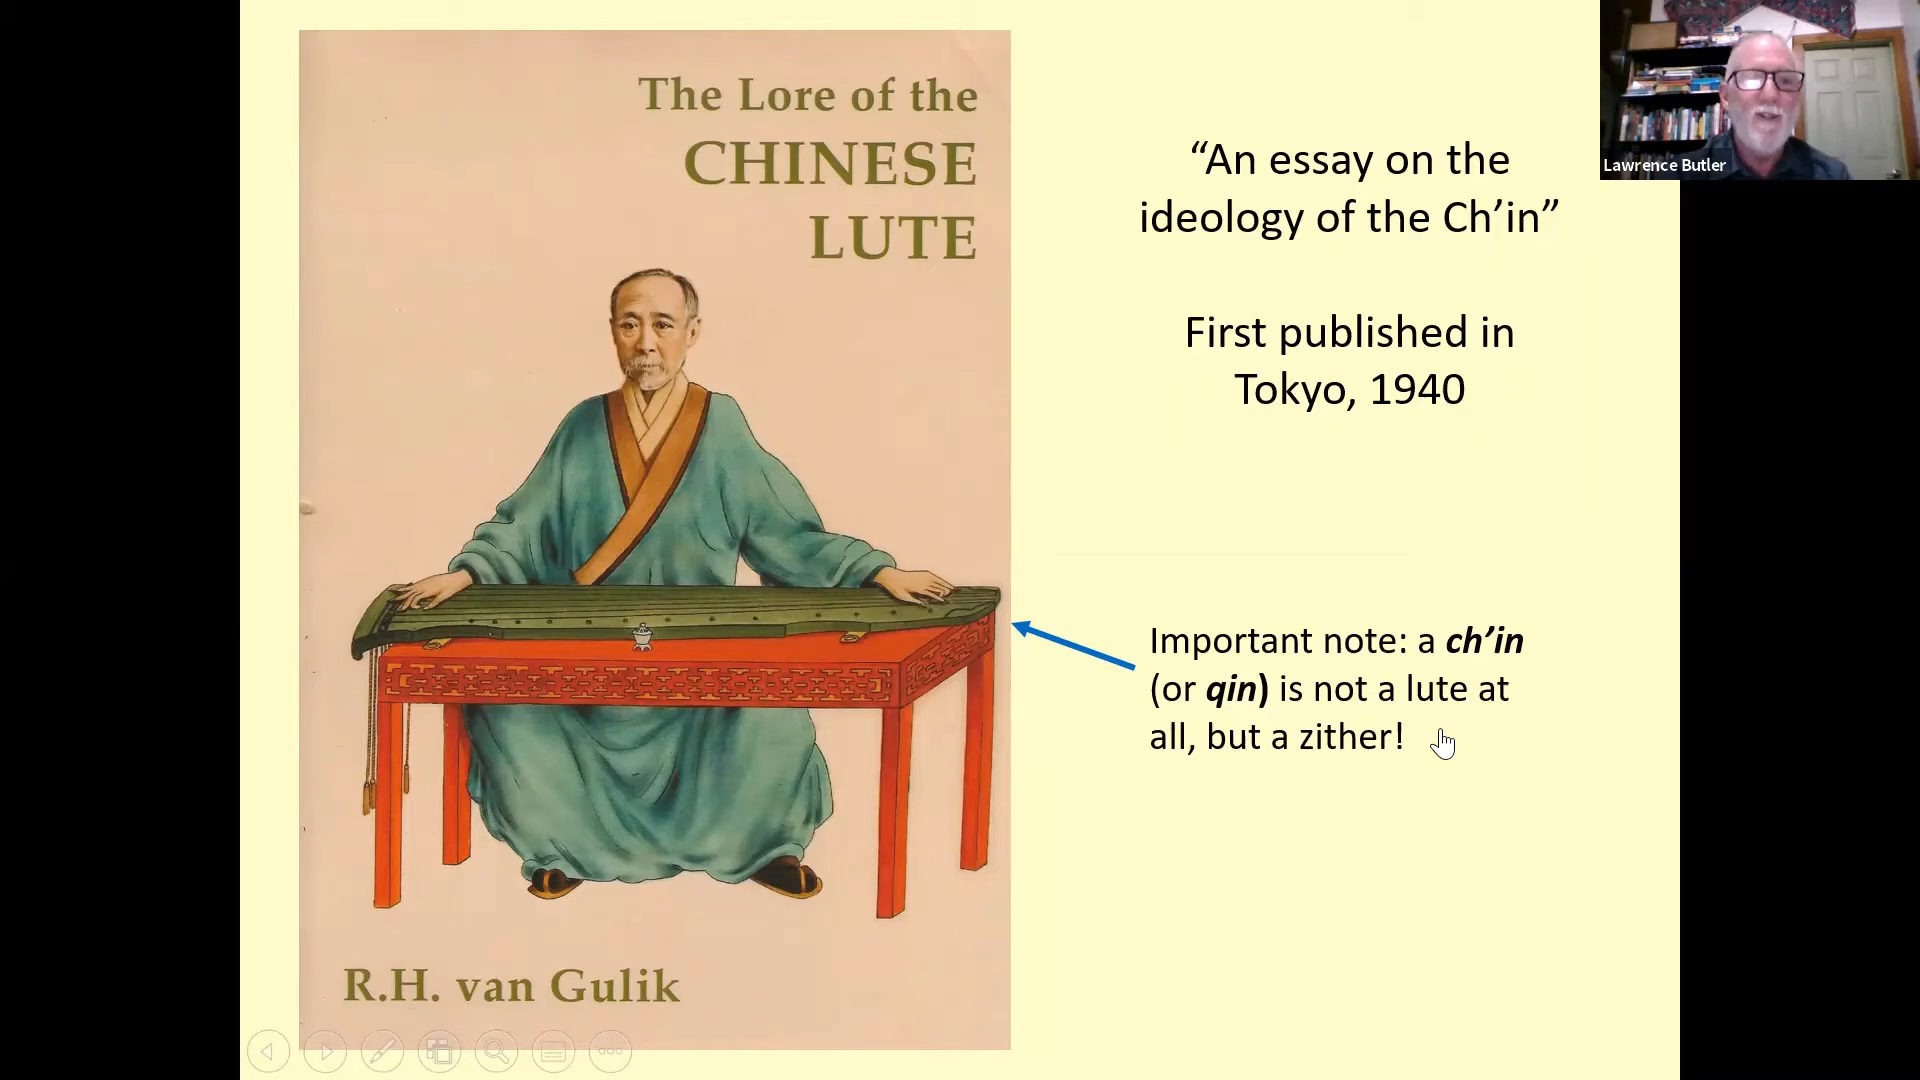 The Lore of the
CHINESE
LUTE
R.H. van Gulik
“An essay on the
ideology of the Ch’in”
First published in
Tokyo, 1940
Important note: a ch’in
(or qin) is not a lute at
all, but a zither!
Lawrence Butler